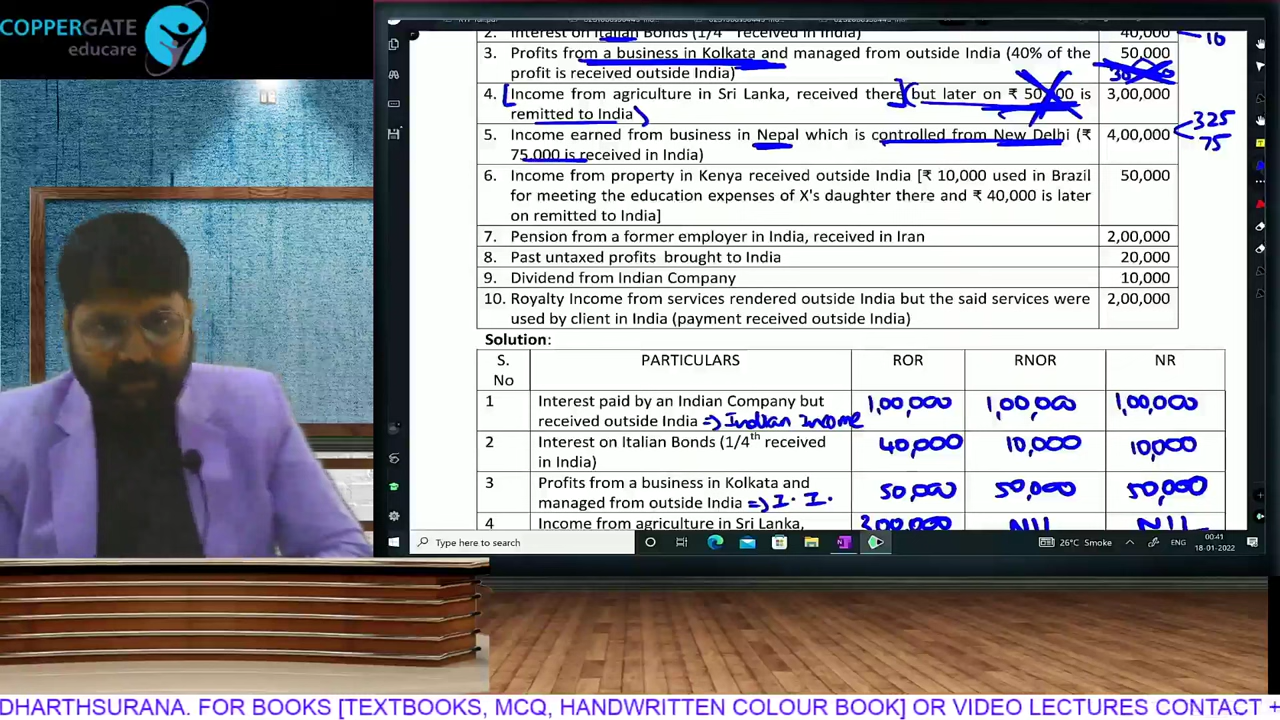 COPPERGATE
educare
2. Interest on Italian Bonds (1/4th received in India) 40,000
10
3. Profits from a business in Kolkata and managed from outside India (40% of the 50,000
profit is received outside India)
4. Income from agriculture in Sri Lanka, received there but later on ₹ 50,000 is 3,00,000
remitted to India
5. Income earned from business in Nepal which is controlled from New Delhi (₹ 4,00,000 325
75,000 is received in India) 75
6. Income from property in Kenya received outside India [₹ 10,000 used in Brazil 50,000
for meeting the education expenses of X's daughter there and ₹ 40,000 is later
on remitted to India]
7. Pension from a former employer in India, received in Iran 2,00,000
8. Past untaxed profits brought to India 20,000
9. Dividend from Indian Company 10,000
10. Royalty Income from services rendered outside India but the said services were 2,00,000
used by client in India (payment received outside India)
Solution:
S. No PARTICULARS ROR RNOR NR
1 Interest paid by an Indian Company but 1,00,000 1,00,000 1,00,000
received outside India => Indian Income
2 Interest on Italian Bonds (1/4th received 40,000 10,000 10,000
in India)
3 Profits from a business in Kolkata and 50,000 50,000 50,000
managed from outside India => I. I.
4 Income from agriculture in Sri Lanka, 300,000 NIL NIL
Type here to search
26°C Smoke
ENG
00:41
18-01-2022
DHARTHSURANA. FOR BOOKS [TEXTBOOKS, MCQ, HANDWRITTEN COLOUR BOOK] OR VIDEO LECTURES CONTACT +